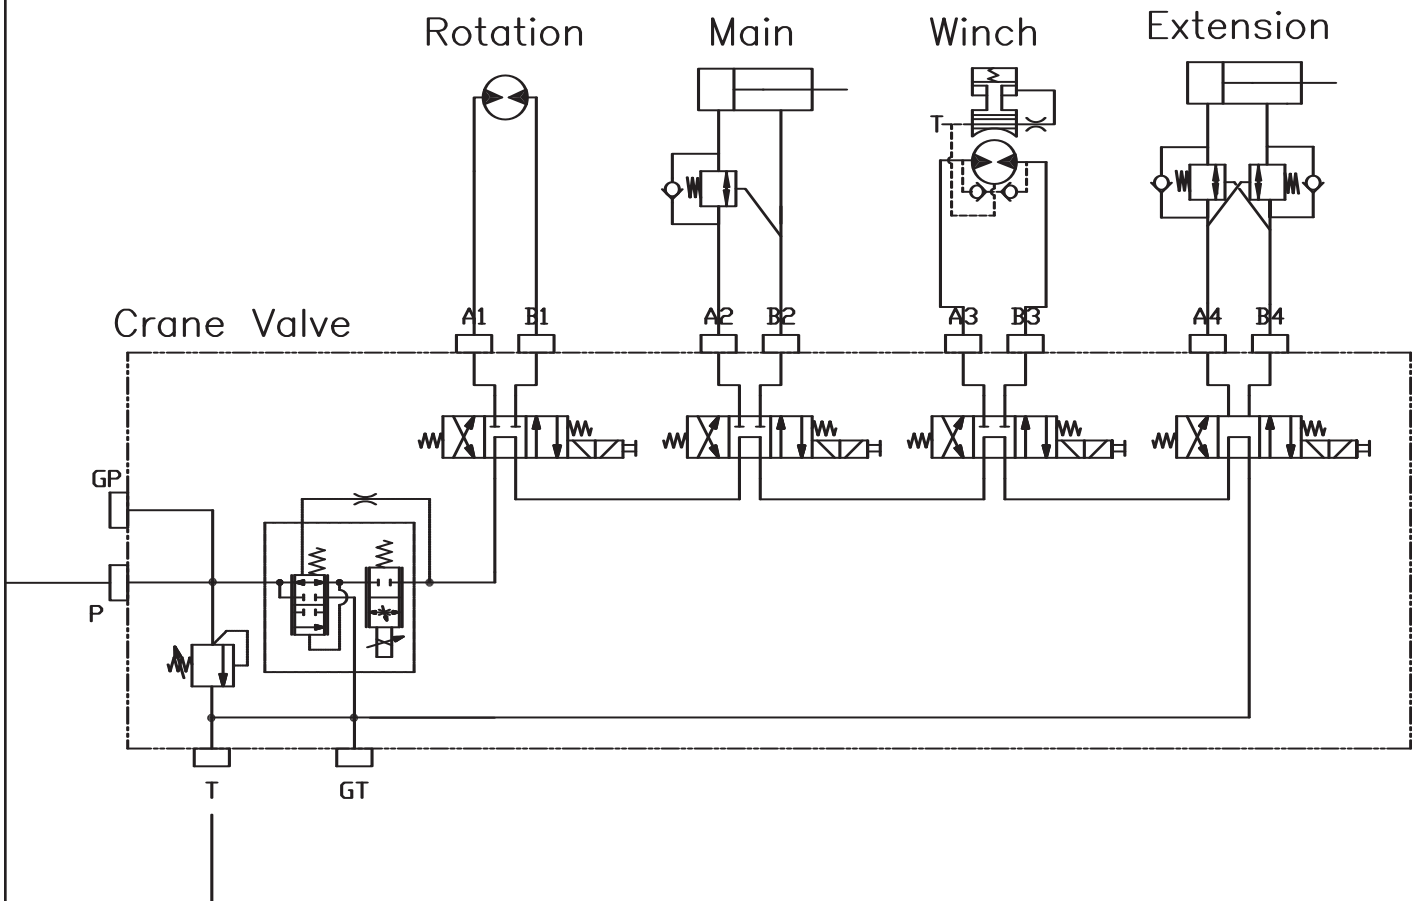 Rotation
Main
Winch
Extension
T
Crane Valve
A1
B1
A2
B2
A3
B3
A4
B4
GP
P
T
GT